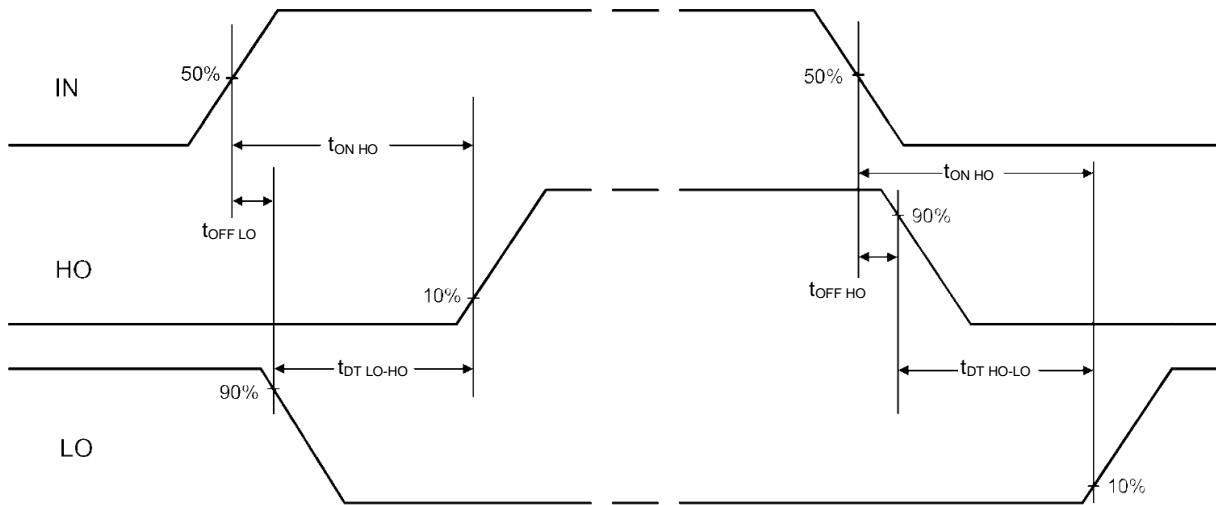 IN
50%
50%
tON HO
tON HO
tOFF LO
90%
HO
tOFF HO
10%
tDT LO-HO
tDT HO-LO
90%
LO
10%